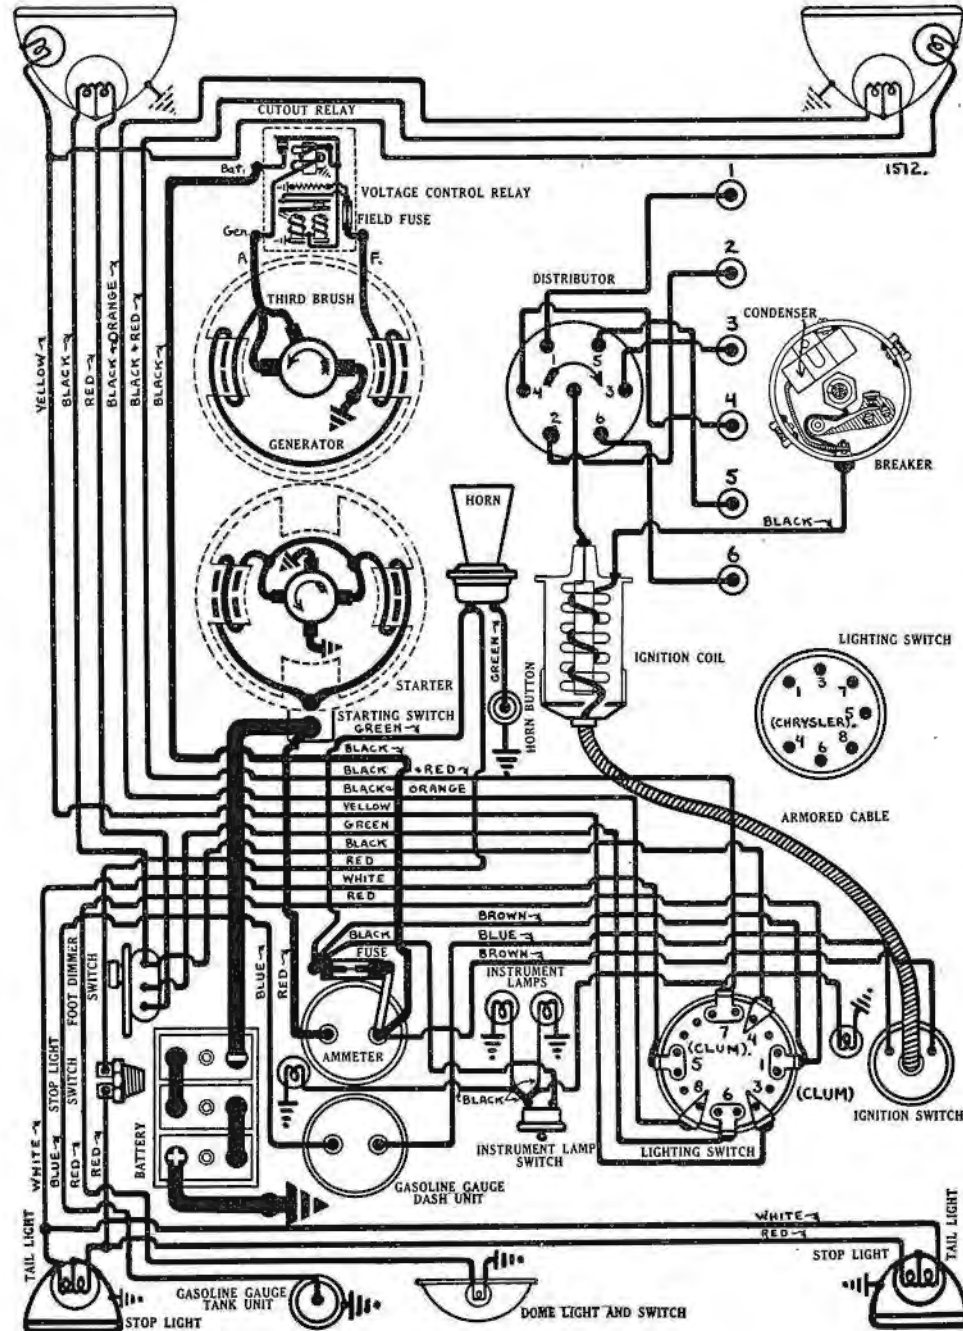 CUTOUT RELAY
1512.
Bat.
VOLTAGE CONTROL RELAY
FIELD FUSE
Gen.
A
F.
THIRD BRUSH
GENERATOR
YELLOW
BLACK
RED
BLACK+ORANGE
BLACK+RED
BLACK
DISTRIBUTOR
1
5
4
3
2
6
1
2
3
4
5
6
CONDENSER
BREAKER
BLACK
HORN
GREEN
HORN BUTTON
IGNITION COIL
LIGHTING SWITCH
3
1
7
5
(CHRYSLER).
4
8
6
ARMORED CABLE
STARTER
STARTING SWITCH
GREEN
BLACK
BLACK +RED
BLACK ORANGE
YELLOW
GREEN
BLACK
RED
WHITE
RED
BROWN
BLACK
BLUE
FUSE
BROWN
INSTRUMENT
LAMPS
FOOT DIMMER
SWITCH
BLUE
RED
AMMETER
7
4
(CLUM).
5
1
8
3
6
(CLUM)
IGNITION SWITCH
STOP LIGHT
SWITCH
BATTERY
BLACK
INSTRUMENT LAMP
SWITCH
LIGHTING SWITCH
GASOLINE GAUGE
DASH UNIT
WHITE
BLUE
RED
RED
WHITE
RED
TAIL LIGHT
STOP LIGHT
GASOLINE GAUGE
TANK UNIT
DOME LIGHT AND SWITCH
STOP LIGHT
TAIL LIGHT